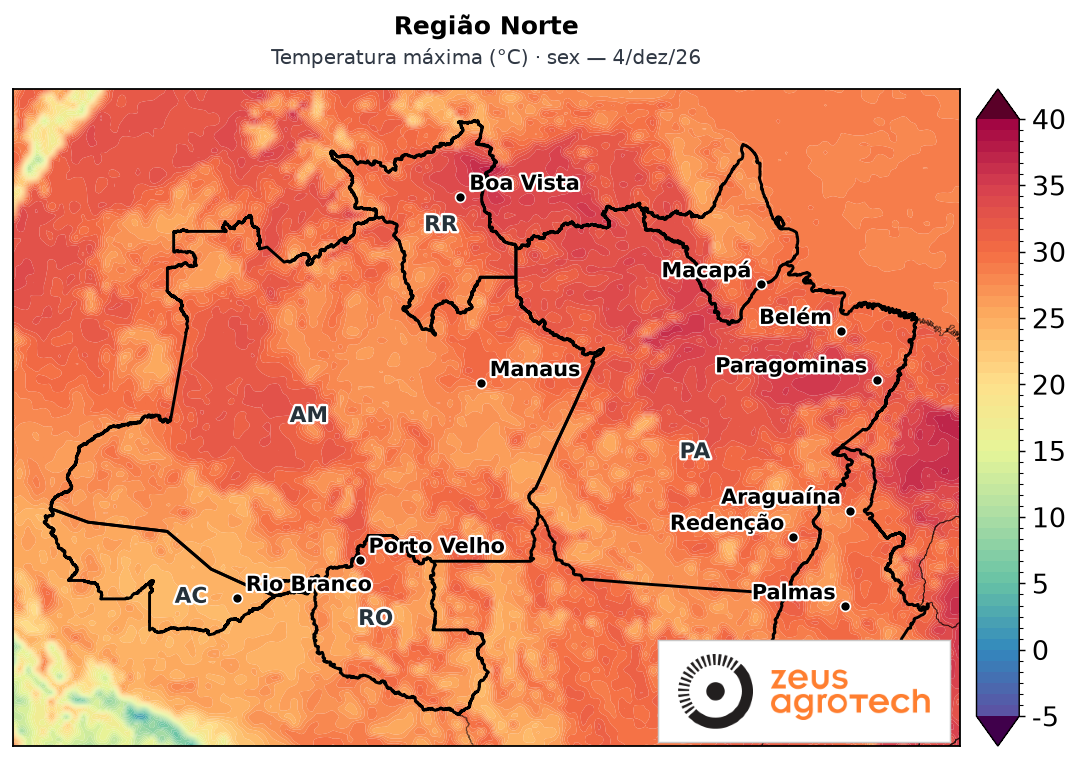 Região Norte
Temperatura máxima (°C) · sex — 4/dez/26
Boa Vista
RR
Macapá
Belém
Manaus
Paragominas
AM
PA
Araguaína
Redenção
Porto Velho
AC
Rio Branco
RO
Palmas
zeus
agrotech
40
35
30
25
20
15
10
5
0
-5